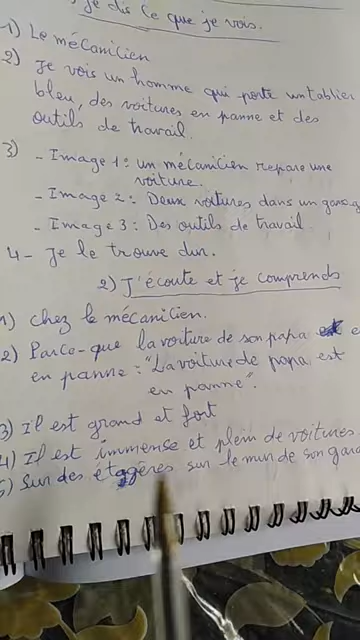 je dis ce que je vois.
1) Le mécanicien
2) Je vois un homme qui porte un tablier
bleu, des voitures en panne et des
outils de travail.
3) - Image 1 : un mécanicien repare une
voiture.
- Image 2 : Deux voitures dans un
- Image 3 : Des outils de travail.
4 - Je le trouve dur.
2) J'écoute et je comprends
1) Chez le mécanicien.
2) Parce-que la voiture de son papa e
en panne : "La voiture de papa est
en panne".
3) Il est grand et fort
4) Il est immense et plein de voitures.
5) Sur des étagères sur le mur de son